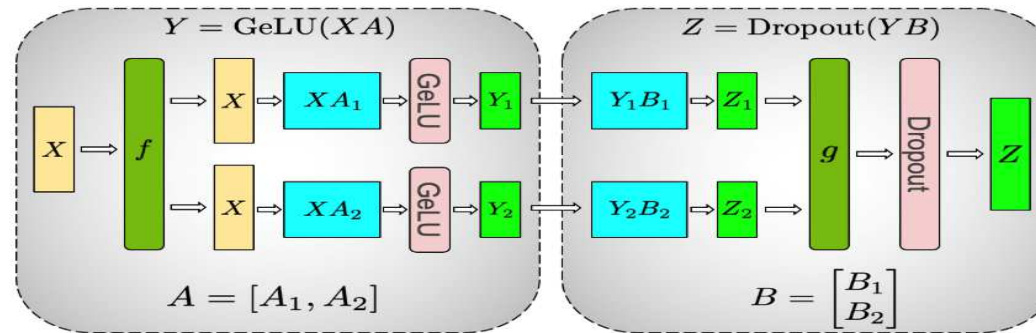 Y = GeLU(XA)
X
f
X
XA₁
GeLU
Y₁
X
XA₂
GeLU
Y₂
A = [A₁, A₂]
Z = Dropout(YB)
Y₁B₁
Z₁
Y₂B₂
Z₂
g
Dropout
Z
B = [B₁
B₂]